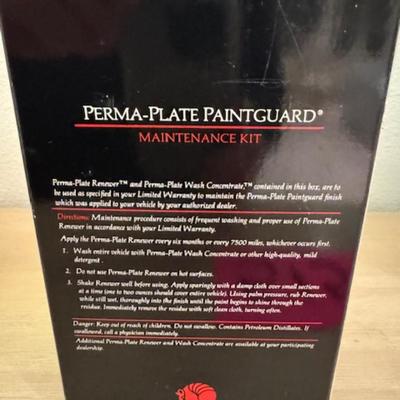 PERMA-PLATE PAINTGUARD®
MAINTENANCE KIT
Perma-Plate Renewer™ and Perma-Plate Wash Concentrate,™ contained in this box, are to
be used as specified in your Limited Warranty to maintain the Perma-Plate Paintguard finish
which was applied to your vehicle by your authorized dealer.
Directions: Maintenance procedure consists of frequent washing and proper use of Perma-Plate
Renewer in accordance with your Limited Warranty.
Apply the Perma-Plate Renewer every six months or every 7500 miles, whichever occurs first.
1. Wash entire vehicle with Perma-Plate Wash Concentrate or other high-quality, mild
detergent.
2. Do not use Perma-Plate Renewer on hot surfaces.
3. Shake Renewer well before using. Apply sparingly with a damp cloth over small sections
at a time (one to two ounces should cover entire vehicle). Using palm pressure, rub Renewer,
while still wet, thoroughly into the finish until the paint begins to shine through the
residue. Immediately remove the residue with soft clean cloth, turning often.
Danger: Keep out of reach of children. Do not swallow. Contains Petroleum Distillates. If
swallowed, call a physician immediately.
Additional Perma-Plate Renewer and Wash Concentrate are available at your participating
dealership.